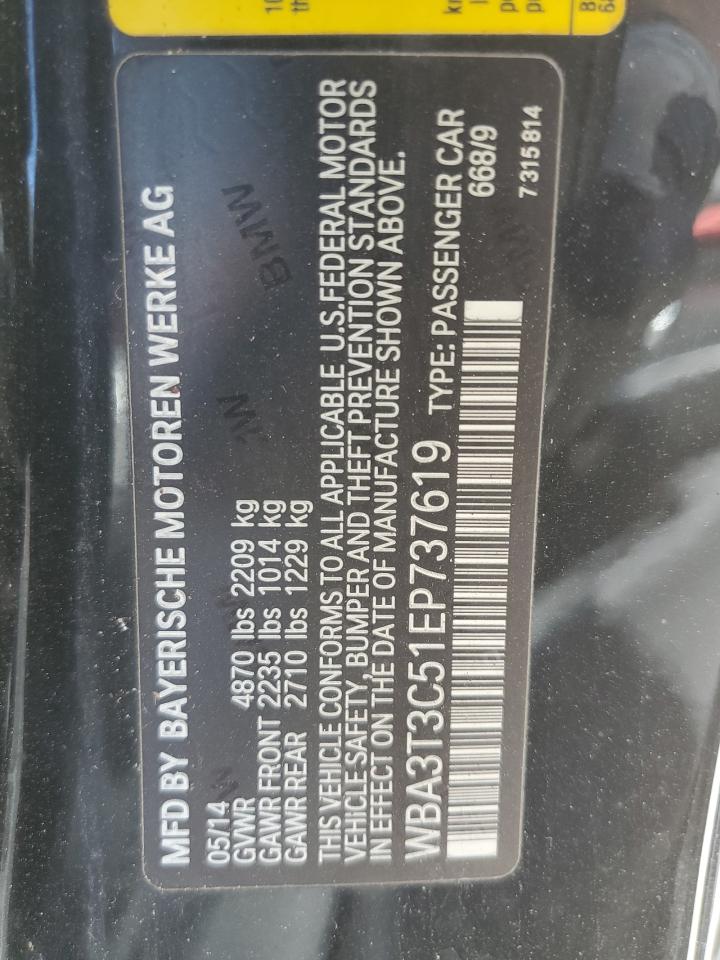 MFD BY BAYERISCHE MOTOREN WERKE AG
05/14
GVWR 4870 lbs 2209 kg
GAWR FRONT 2235 lbs 1014 kg
GAWR REAR 2710 lbs 1229 kg
THIS VEHICLE CONFORMS TO ALL APPLICABLE U.S.FEDERAL MOTOR
VEHICLE SAFETY, BUMPER AND THEFT PREVENTION STANDARDS
IN EFFECT ON THE DATE OF MANUFACTURE SHOWN ABOVE.
WBA3T3C51EP737619 TYPE: PASSENGER CAR
668/9
7 315 814
BMW